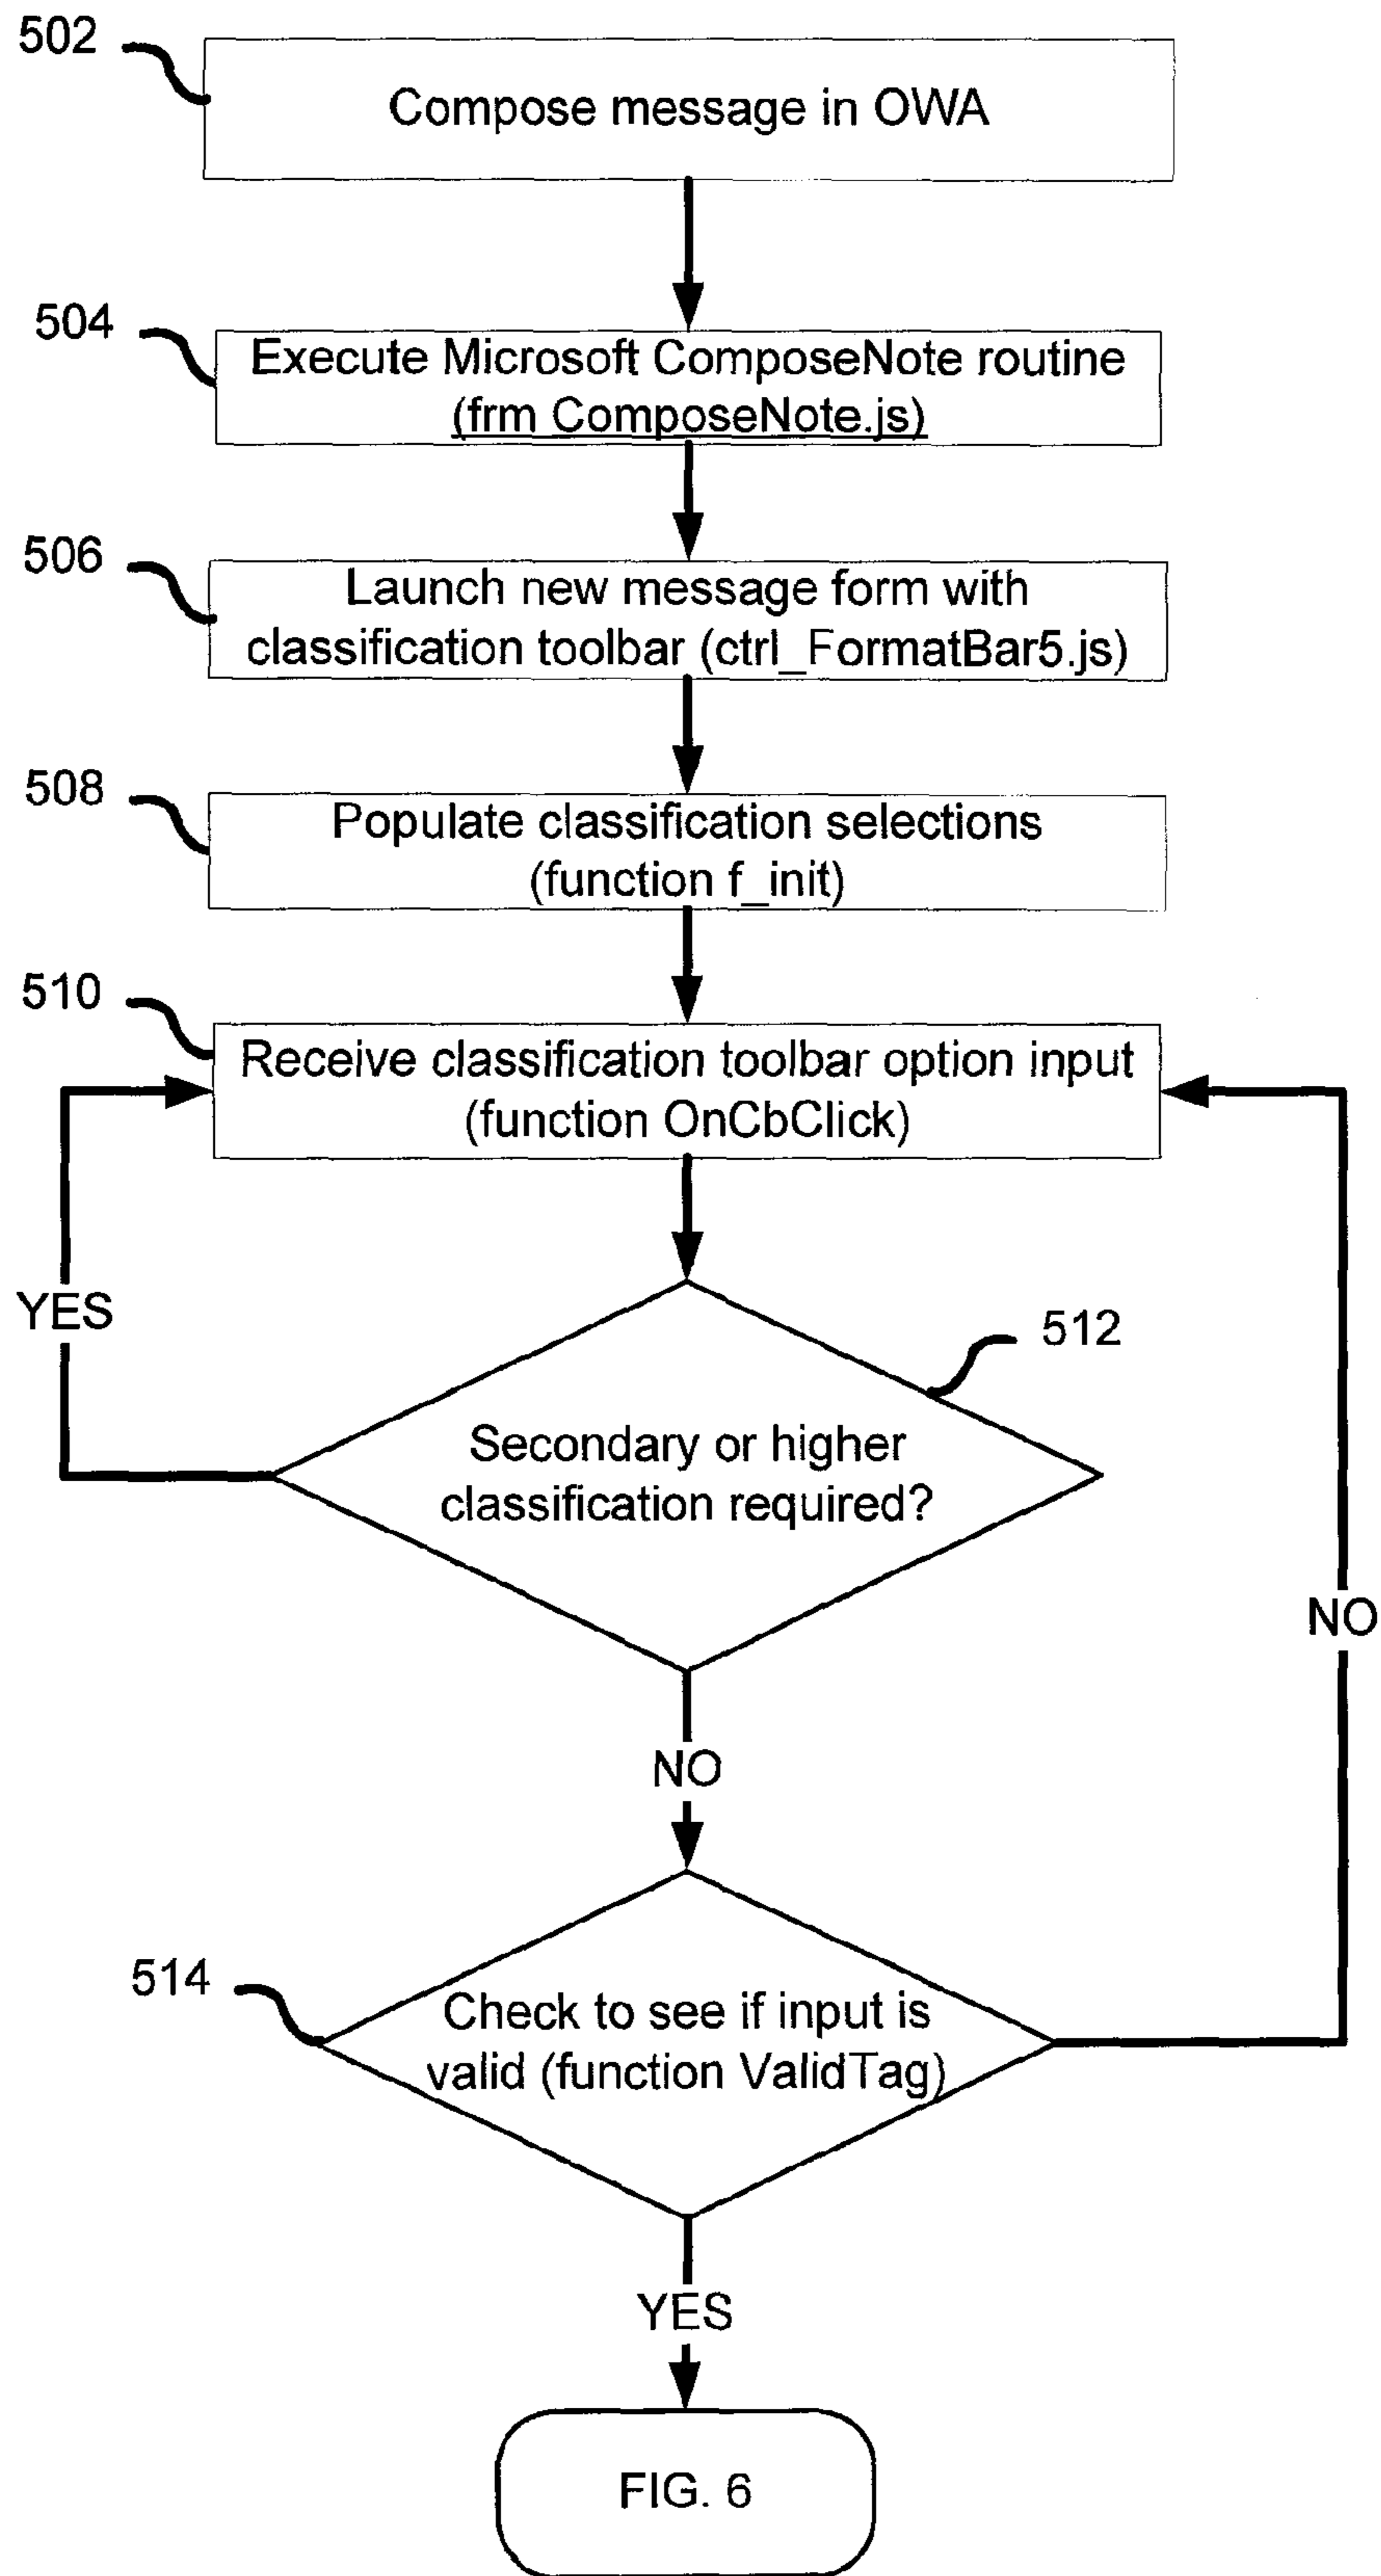 502
Compose message in OWA
504
Execute Microsoft ComposeNote routine
(frm ComposeNote.js)
506
Launch new message form with
classification toolbar (ctrl_FormatBar5.js)
508
Populate classification selections
(function f_init)
510
Receive classification toolbar option input
(function OnCbClick)
YES
512
Secondary or higher
classification required?
NO
NO
514
Check to see if input is
valid (function ValidTag)
YES
FIG. 6